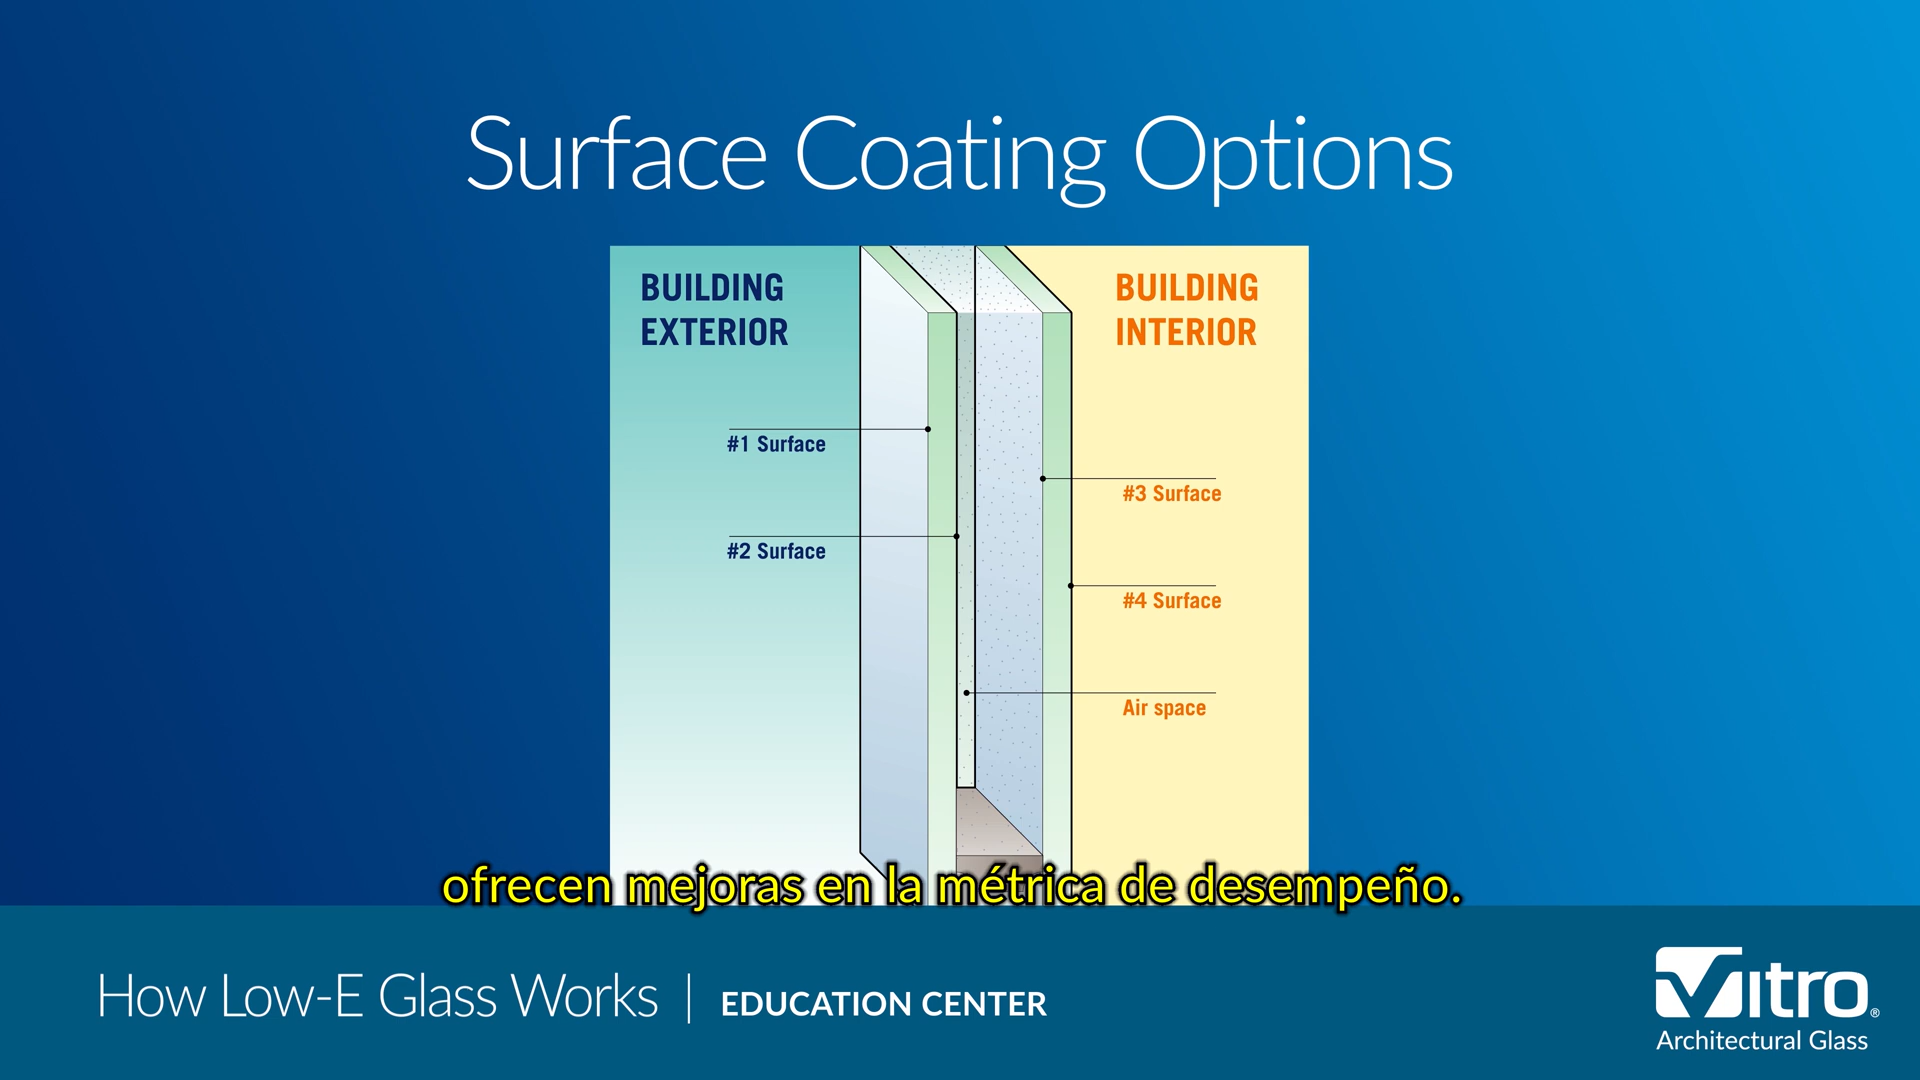 Surface Coating Options
BUILDING
EXTERIOR
BUILDING
INTERIOR
#1 Surface
#3 Surface
#2 Surface
#4 Surface
Air space
ofrecen mejoras en la métrica de desempeño.
How Low-E Glass Works | EDUCATION CENTER
Vitro®
Architectural Glass